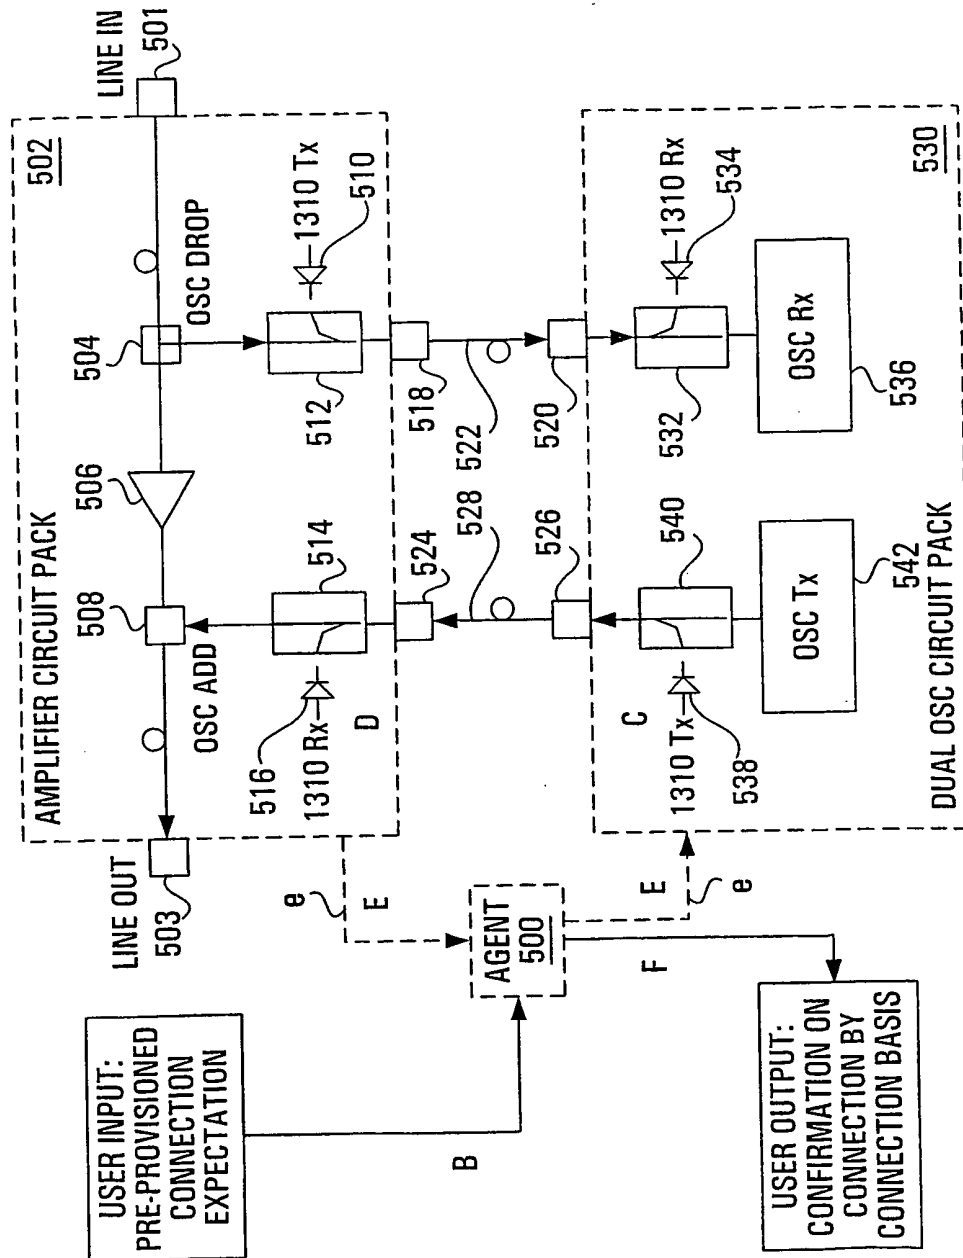 USER INPUT:
PRE-PROVISIONED
CONNECTION
EXPECTATION
B
USER OUTPUT:
CONFIRMATION ON
CONNECTION BY
CONNECTION BASIS
F
AGENT
500
e
E
E
e
LINE OUT
503
AMPLIFIER CIRCUIT PACK
502
508
506
504
LINE IN
501
OSC ADD
OSC DROP
514
516
1310 Rx
D
512
510
1310 Tx
524
518
528
522
526
520
C
1310 Tx
538
540
532
1310 Rx
534
OSC Tx
542
OSC Rx
536
DUAL OSC CIRCUIT PACK
530